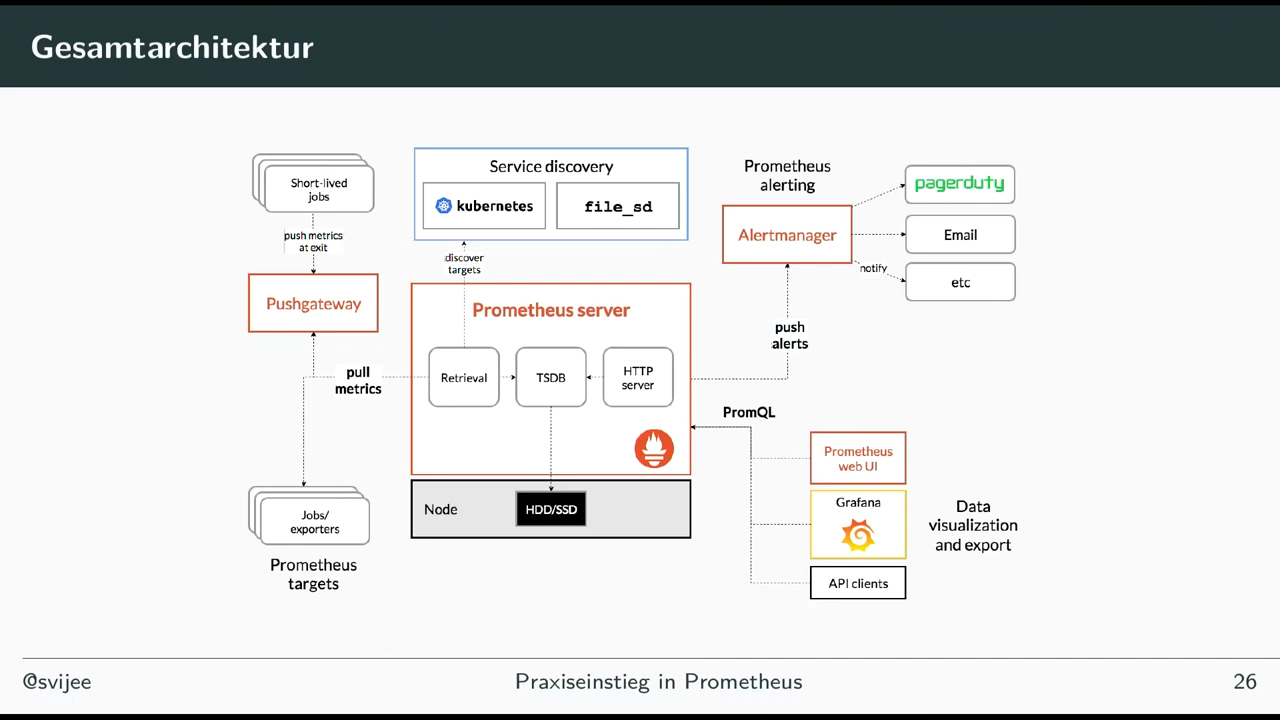 Gesamtarchitektur
Short-lived
jobs
push metrics
at exit
Pushgateway
pull
metrics
Jobs/
exporters
Prometheus
targets
Service discovery
kubernetes
file_sd
discover
targets
Prometheus server
Retrieval
TSDB
HTTP
server
Node
HDD/SSD
Prometheus
alerting
Alertmanager
pagerduty
Email
notify
etc
push
alerts
PromQL
Prometheus
web UI
Grafana
API clients
Data
visualization
and export
@svijee
Praxiseinstieg in Prometheus
26